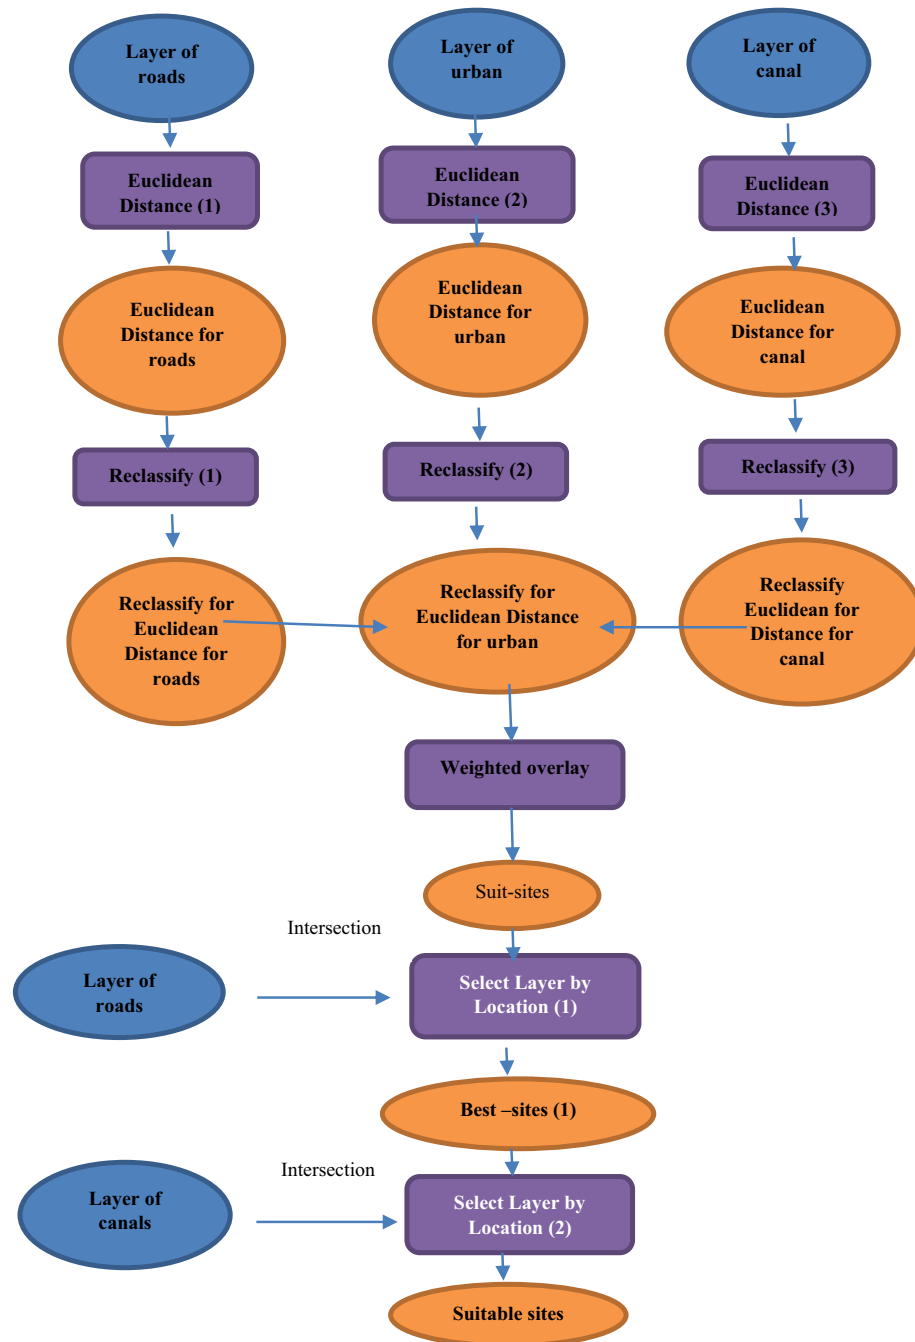 Layer of
roads
Layer of
urban
Layer of
canal
Euclidean
Distance (1)
Euclidean
Distance (2)
Euclidean
Distance (3)
Euclidean
Distance for
roads
Euclidean
Distance for
urban
Euclidean
Distance for
canal
Reclassify (1)
Reclassify (2)
Reclassify (3)
Reclassify for
Euclidean
Distance for
roads
Reclassify for
Euclidean Distance
for urban
Reclassify
Euclidean for
Distance for
canal
Weighted overlay
Suit-sites
Intersection
Layer of
roads
Select Layer by
Location (1)
Best –sites (1)
Intersection
Layer of
canals
Select Layer by
Location (2)
Suitable sites